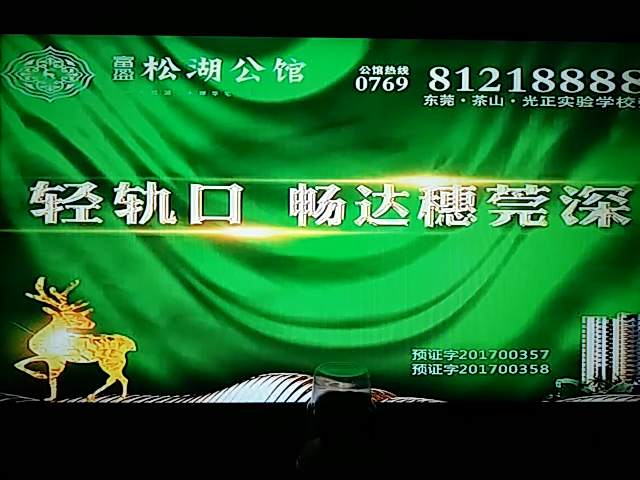 富盈 松湖公馆
公馆热线
0769 81218888
东莞·茶山·光正实验学校
轻轨口 畅达穗莞深
预证字201700357
预证字201700358